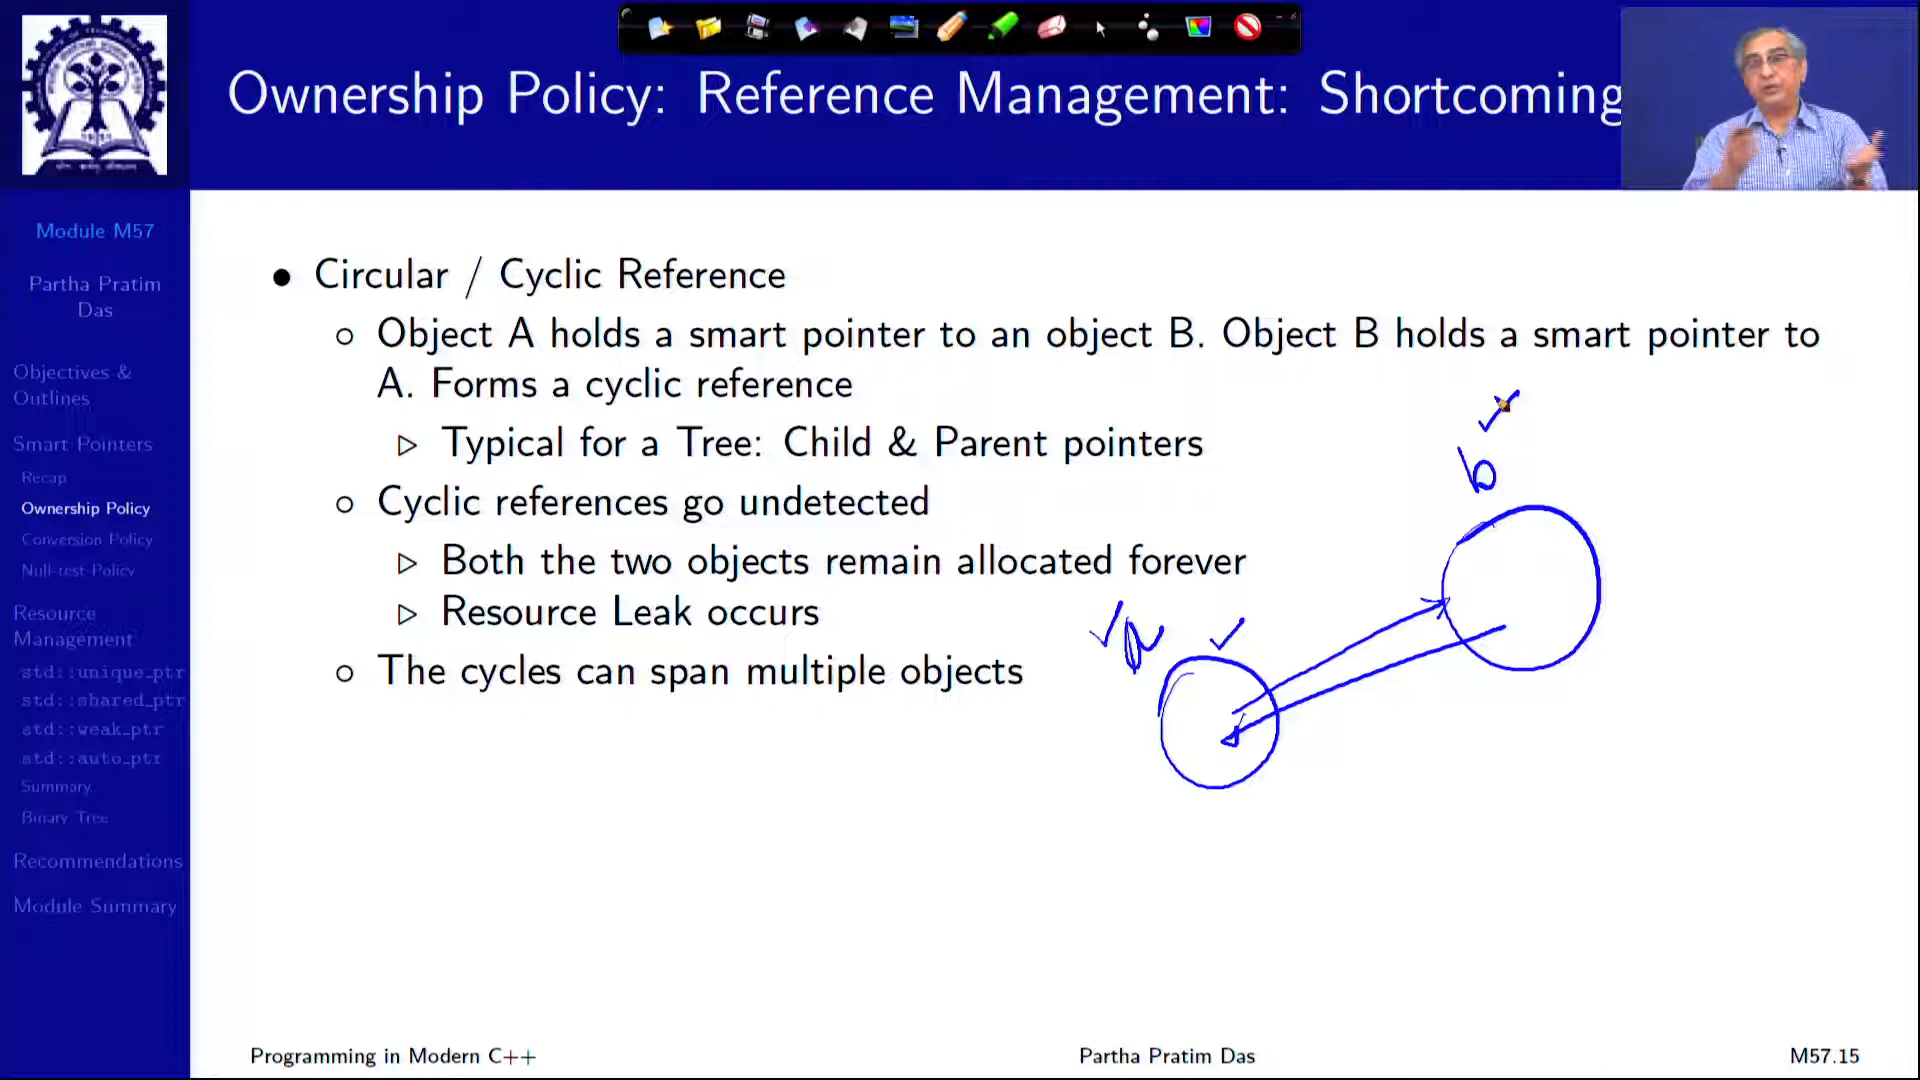 Ownership Policy: Reference Management: Shortcoming
Module M57
Partha Pratim
Das
Objectives &
Outlines
Smart Pointers
Recap
Ownership Policy
Conversion Policy
Null-test Policy
Resource
Management
std::unique_ptr
std::shared_ptr
std::weak_ptr
std::auto_ptr
Summary
Binary Tree
Recommendations
Module Summary
• Circular / Cyclic Reference
○ Object A holds a smart pointer to an object B. Object B holds a smart pointer to
A. Forms a cyclic reference
▷ Typical for a Tree: Child & Parent pointers
○ Cyclic references go undetected
▷ Both the two objects remain allocated forever
▷ Resource Leak occurs
○ The cycles can span multiple objects
b
a
Programming in Modern C++
Partha Pratim Das
M57.15